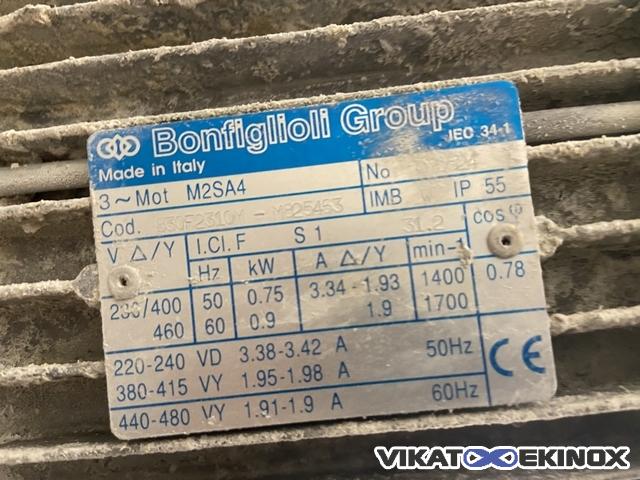 Bonfiglioli Group
IEC 34-1
Made in Italy
No
3~Mot M2SA4
IMB IP 55
Cod.
V Δ/Y I.Cl.F S 1 31.2 cosφ
Hz kW A Δ/Y min-1
230/400 50 0.75 3.34-1.93 1400 0.78
460 60 0.9 1.9 1700
220-240 VD 3.38-3.42 A 50Hz
380-415 VY 1.95-1.98 A
440-480 VY 1.91-1.9 A 60Hz
CE
VIKATOO EKINOX